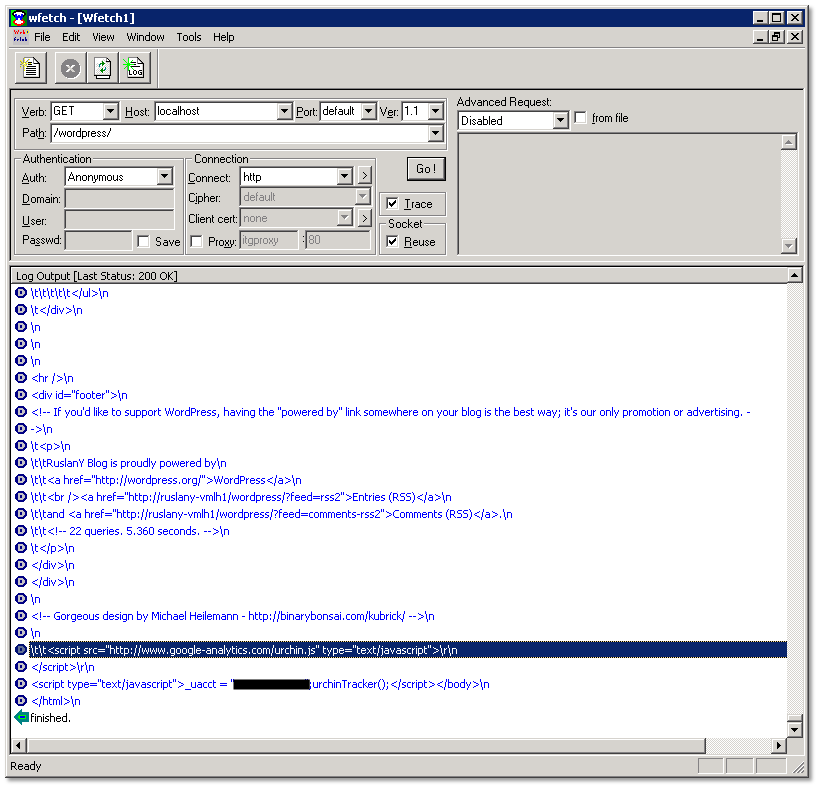 wfetch - [Wfetch1]
File Edit View Window Tools Help
LOG
Verb: GET Host: localhost Port: default Ver: 1.1
Path: /wordpress/
Advanced Request:
Disabled from file
Authentication
Auth: Anonymous
Domain:
User:
Passwd: Save
Connection
Connect: http >
Cipher: default
Client cert: none >
Proxy: itgproxy : 80
Go !
Trace
Socket
Reuse
Log Output [Last Status: 200 OK]
\t\t\t\t\t</ul>\n
\t</div>\n
\n
\n
\n
<hr />\n
<div id="footer">\n
<!-- If you'd like to support WordPress, having the "powered by" link somewhere on your blog is the best way; it's our only promotion or advertising. -
->\n
\t<p>\n
\t\tRuslanY Blog is proudly powered by\n
\t\t<a href="http://wordpress.org/">WordPress</a>\n
\t\t<br /><a href="http://ruslany-vmlh1/wordpress/?feed=rss2">Entries (RSS)</a>\n
\t\tand <a href="http://ruslany-vmlh1/wordpress/?feed=comments-rss2">Comments (RSS)</a>.\n
\t\t<!-- 22 queries. 5.360 seconds. -->\n
\t</p>\n
</div>\n
</div>\n
\n
<!-- Gorgeous design by Michael Heilemann - http://binarybonsai.com/kubrick/ -->\n
\n
\t\t<script src="http://www.google-analytics.com/urchin.js" type="text/javascript">\r\n
</script>\r\n
<script type="text/javascript">_uacct = ";urchinTracker();</script></body>\n
</html>\n
finished.
Ready